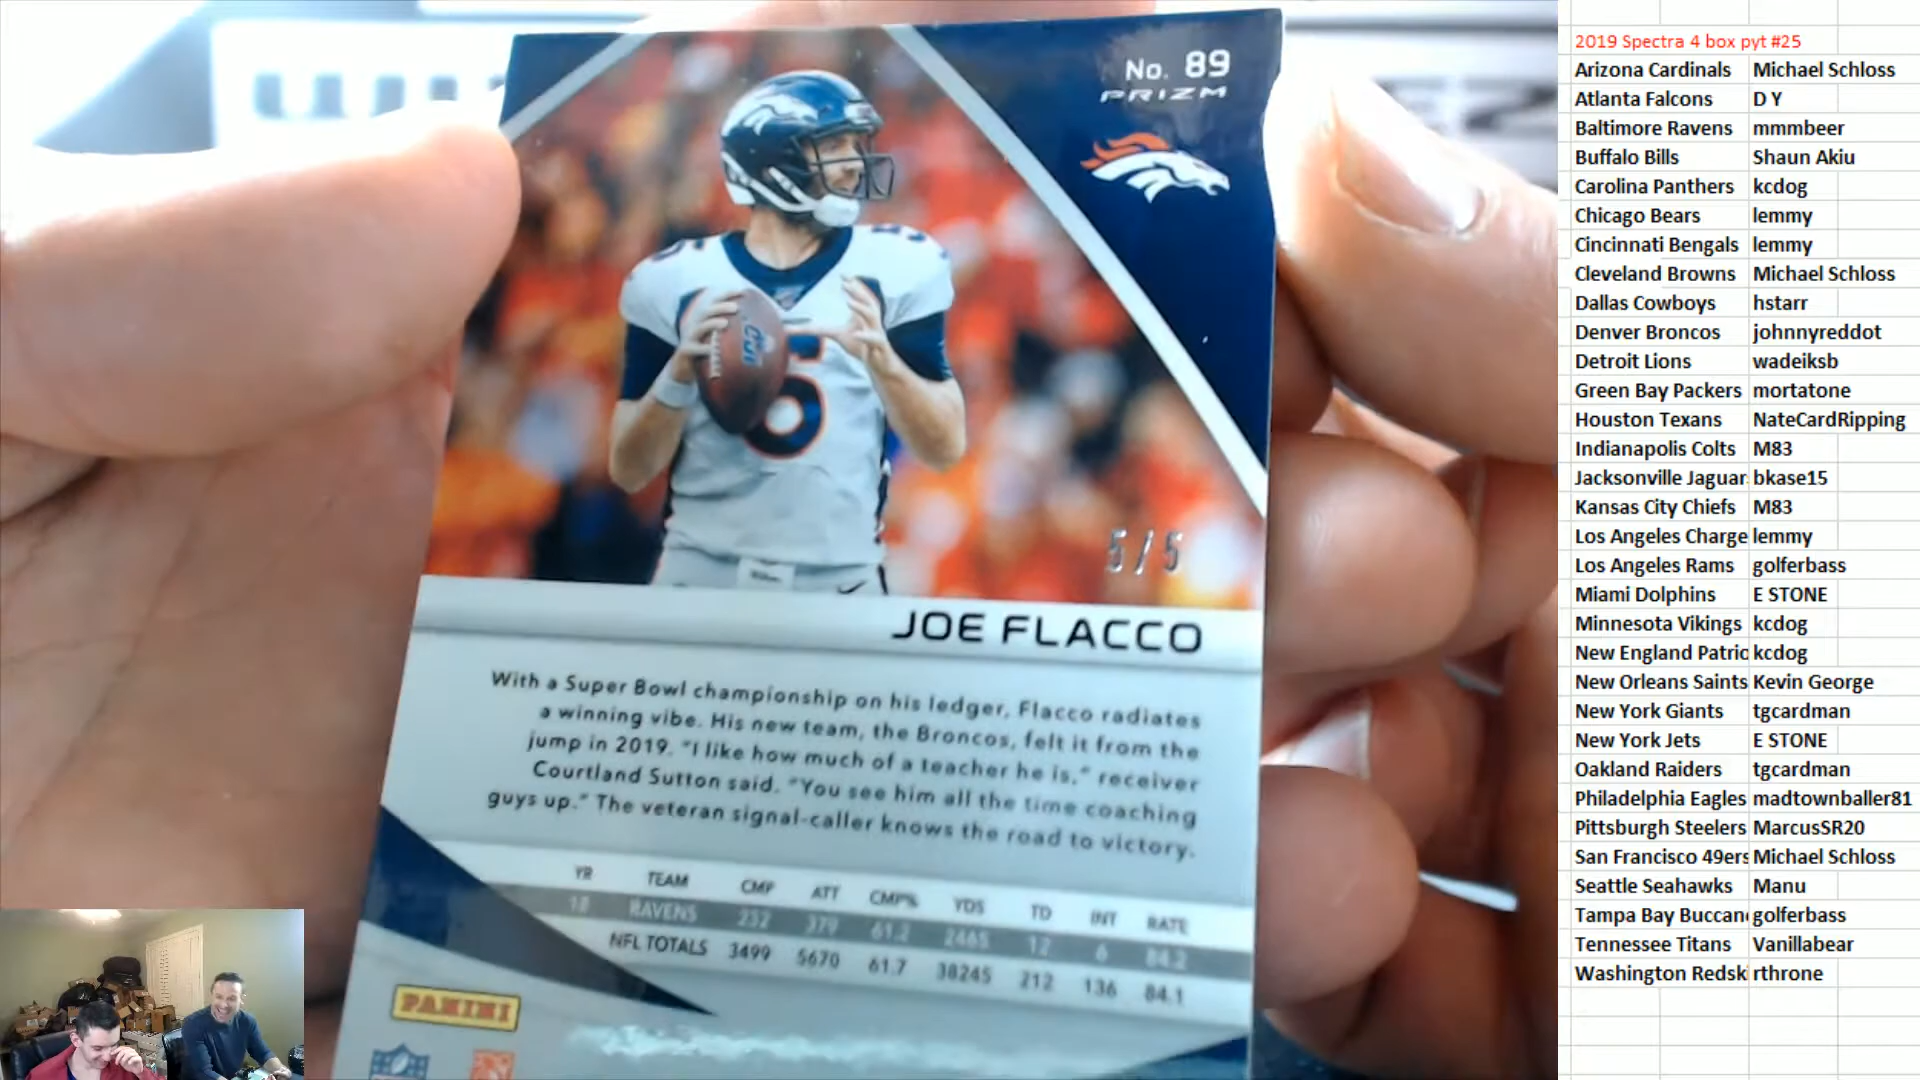 No. 89
PRIZM
5
5/5
JOE FLACCO
With a Super Bowl championship on his ledger, Flacco radiates
a winning vibe. His new team, the Broncos, felt it from the
jump in 2019. "I like how much of a teacher he is," receiver
Courtland Sutton said. "You see him all the time coaching
guys up." The veteran signal-caller knows the road to victory.
YR TEAM CMP ATT CMP% YDS TD INT RATE
18 RAVENS 232 379 61.2 2465 12 6 84.2
NFL TOTALS 3499 5670 61.7 38245 212 136 84.1
PANINI
2019 Spectra 4 box pyt #25
Arizona Cardinals Michael Schloss
Atlanta Falcons D Y
Baltimore Ravens mmmbeer
Buffalo Bills Shaun Akiu
Carolina Panthers kcdog
Chicago Bears lemmy
Cincinnati Bengals lemmy
Cleveland Browns Michael Schloss
Dallas Cowboys hstarr
Denver Broncos johnnyreddot
Detroit Lions wadeiksb
Green Bay Packers mortatone
Houston Texans NateCardRipping
Indianapolis Colts M83
Jacksonville Jaguar bkase15
Kansas City Chiefs M83
Los Angeles Charge lemmy
Los Angeles Rams golferbass
Miami Dolphins E STONE
Minnesota Vikings kcdog
New England Patrio kcdog
New Orleans Saints Kevin George
New York Giants tgcardman
New York Jets E STONE
Oakland Raiders tgcardman
Philadelphia Eagles madtownballer81
Pittsburgh Steelers MarcusSR20
San Francisco 49ers Michael Schloss
Seattle Seahawks Manu
Tampa Bay Buccan golferbass
Tennessee Titans Vanillabear
Washington Redski rthrone